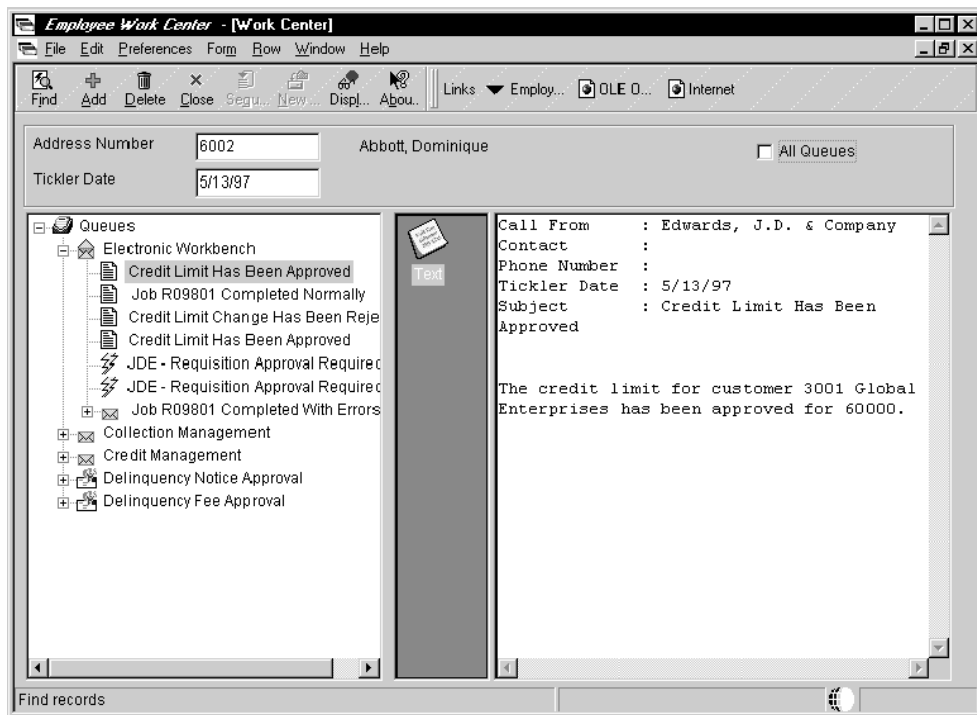 Employee Work Center - [Work Center]
File Edit Preferences Form Row Window Help
Find Add Delete Close Sequ... New ... Displ... Abou.. Links Employ... OLE O... Internet
Address Number 6002 Abbott, Dominique All Queues
Tickler Date 5/13/97
Queues
Electronic Workbench
Credit Limit Has Been Approved
Job R09801 Completed Normally
Credit Limit Change Has Been Reje
Credit Limit Has Been Approved
JDE - Requisition Approval Required
JDE - Requisition Approval Required
Job R09801 Completed With Errors
Collection Management
Credit Management
Delinquency Notice Approval
Delinquency Fee Approval
Text
Call From : Edwards, J.D. & Company
Contact :
Phone Number :
Tickler Date : 5/13/97
Subject : Credit Limit Has Been
Approved
The credit limit for customer 3001 Global
Enterprises has been approved for 60000.
Find records